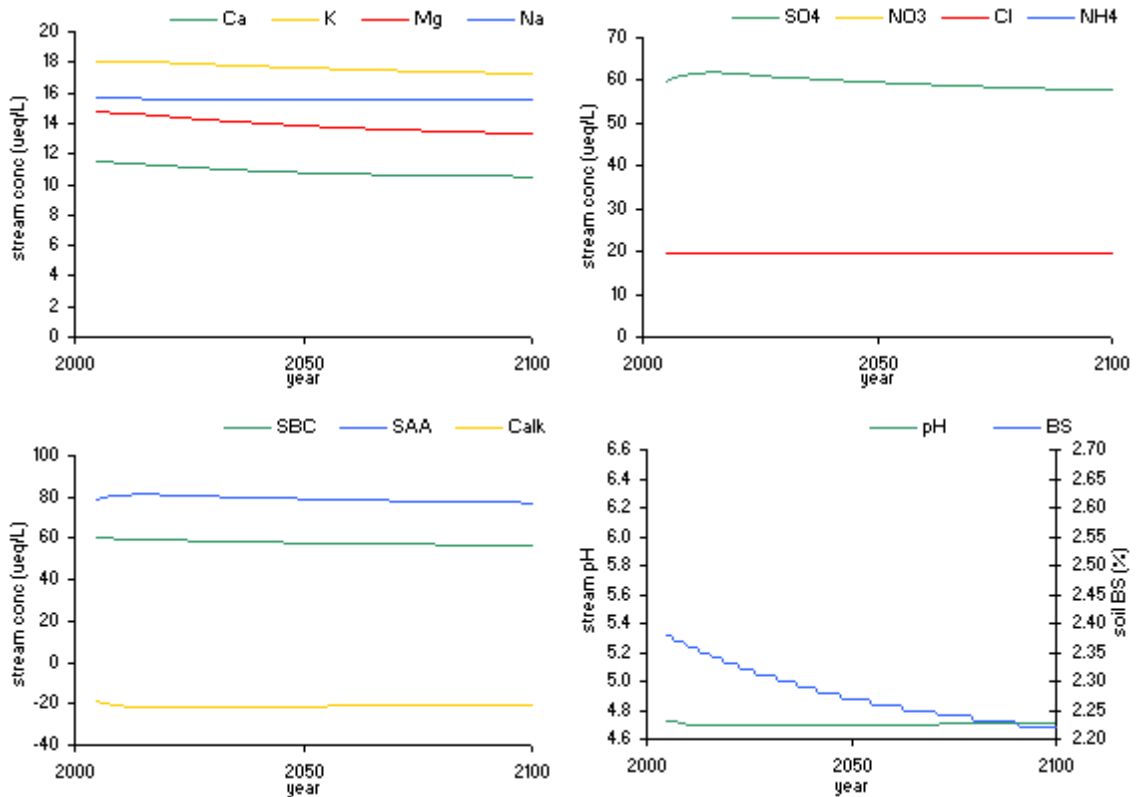 Ca K Mg Na
20
18
16
14
12
10
8
6
4
2
0
stream conc (ueq/L)
2000 2050 2100
year
SO4 NO3 Cl NH4
70
60
50
40
30
20
10
0
stream conc (ueq/L)
2000 2050 2100
year
SBC SAA Calk
100
80
60
40
20
0
-20
-40
stream conc (ueq/L)
2000 2050 2100
year
pH BS
6.6
6.4
6.2
6.0
5.8
5.6
5.4
5.2
5.0
4.8
4.6
stream pH
2.70
2.65
2.60
2.55
2.50
2.45
2.40
2.35
2.30
2.25
2.20
soil BS (%)
2000 2050 2100
year